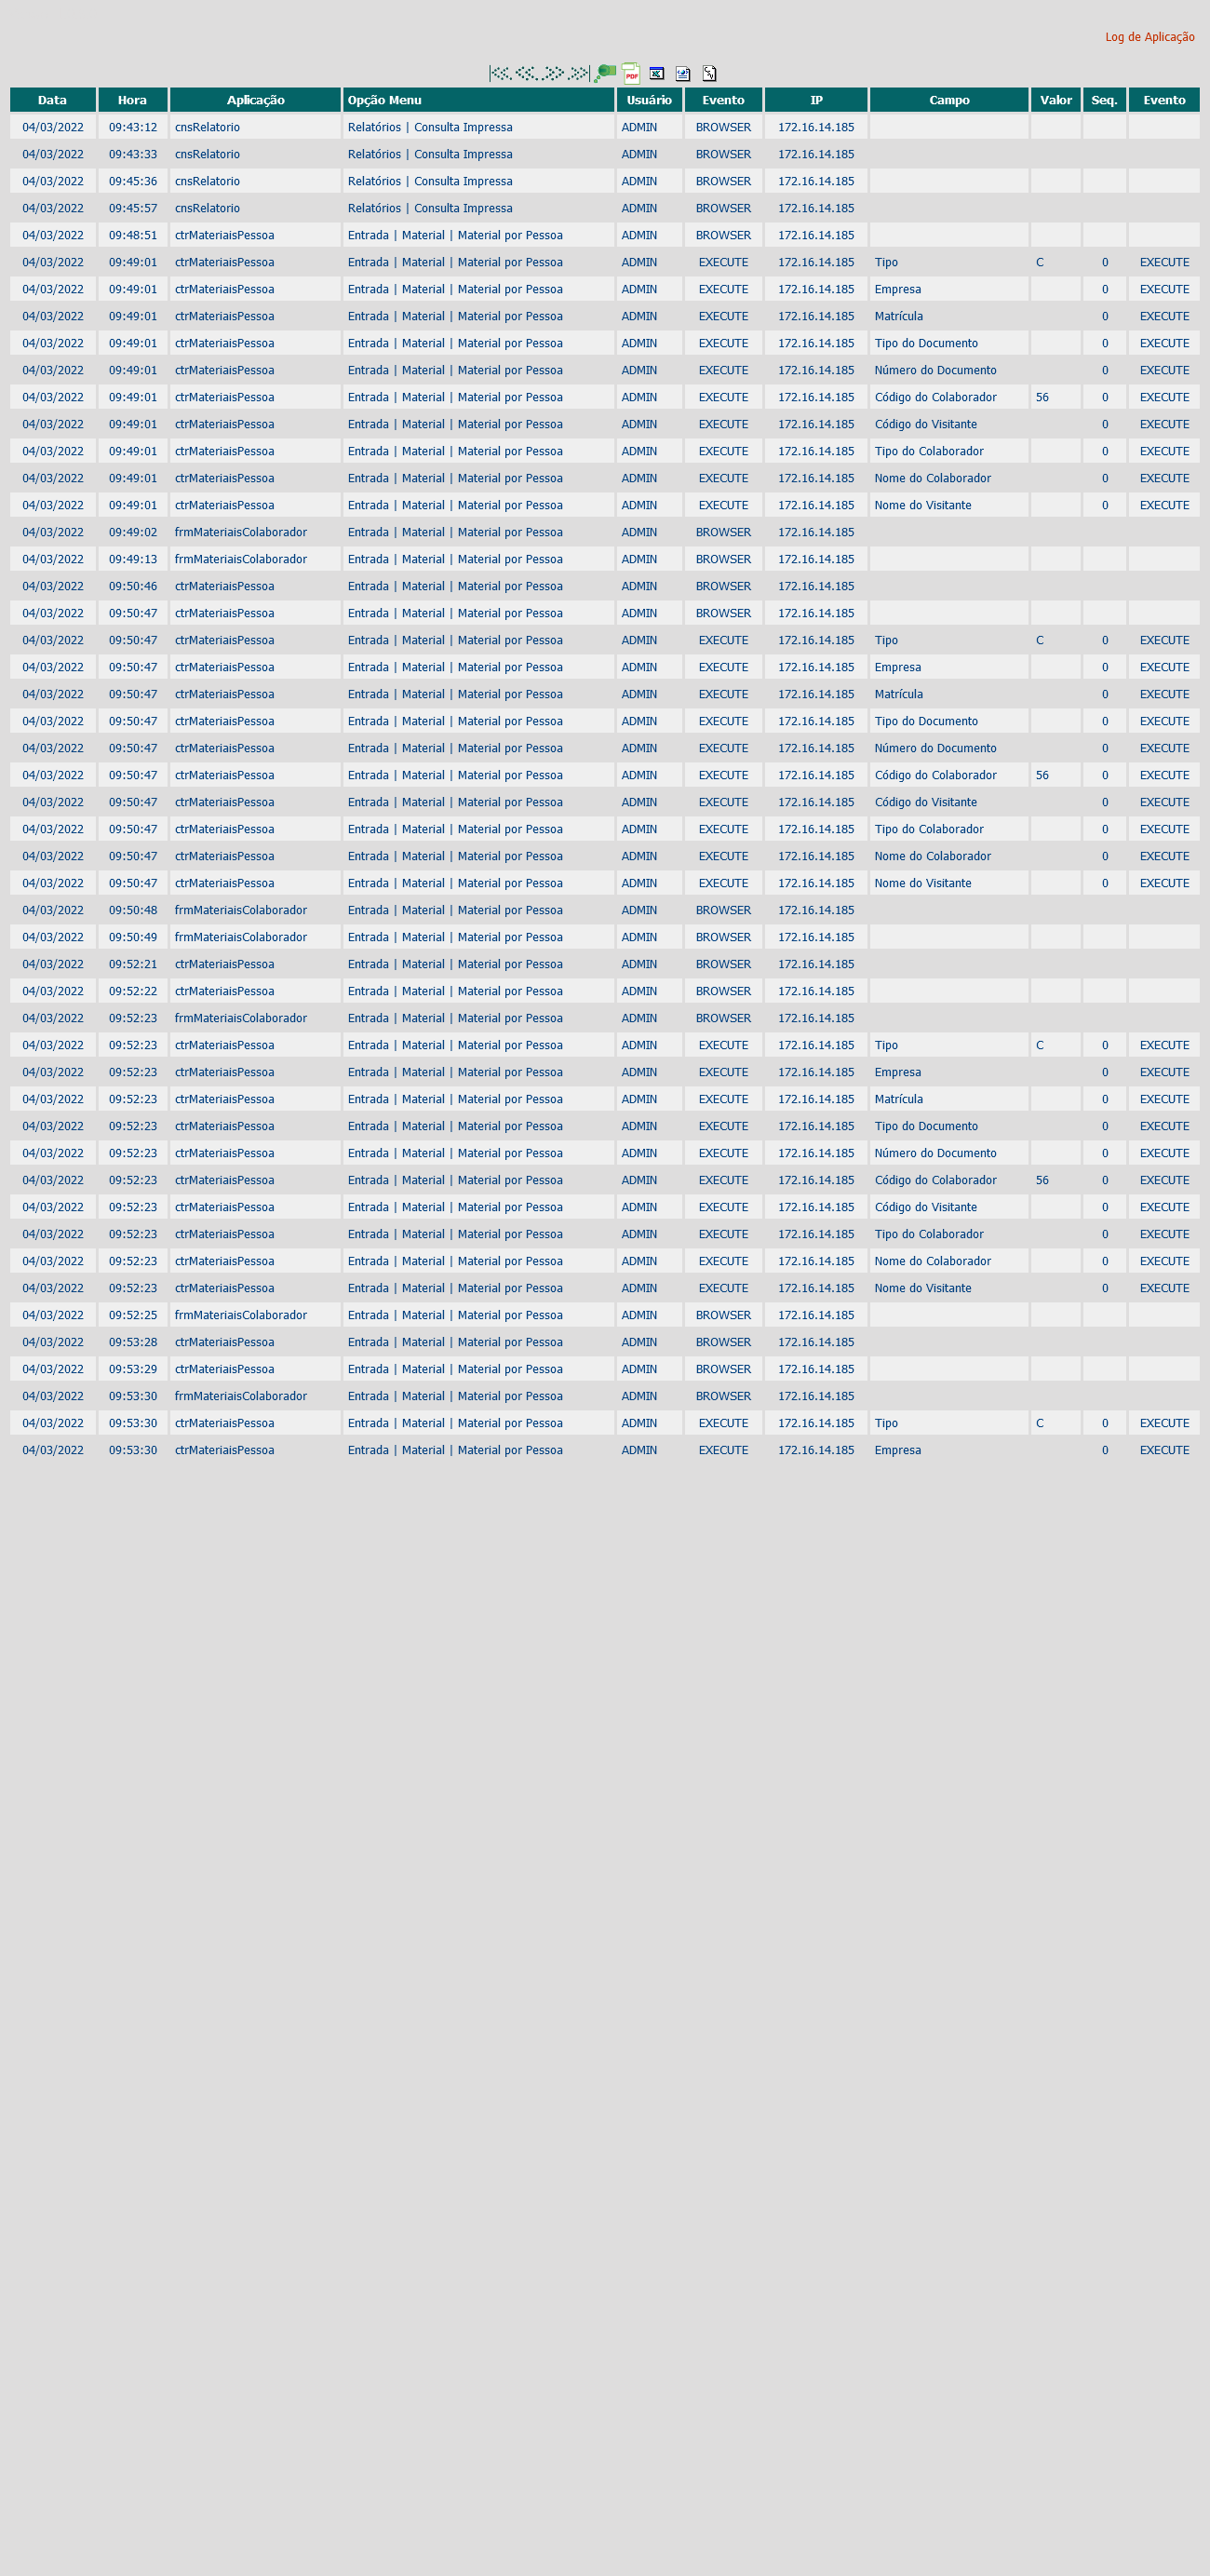 Log de Aplicação
Data Hora Aplicação Opção Menu Usuário Evento IP Campo Valor Seq. Evento
04/03/2022 09:43:12 cnsRelatorio Relatórios | Consulta Impressa ADMIN BROWSER 172.16.14.185
04/03/2022 09:43:33 cnsRelatorio Relatórios | Consulta Impressa ADMIN BROWSER 172.16.14.185
04/03/2022 09:45:36 cnsRelatorio Relatórios | Consulta Impressa ADMIN BROWSER 172.16.14.185
04/03/2022 09:45:57 cnsRelatorio Relatórios | Consulta Impressa ADMIN BROWSER 172.16.14.185
04/03/2022 09:48:51 ctrMateriaisPessoa Entrada | Material | Material por Pessoa ADMIN BROWSER 172.16.14.185
04/03/2022 09:49:01 ctrMateriaisPessoa Entrada | Material | Material por Pessoa ADMIN EXECUTE 172.16.14.185 Tipo C 0 EXECUTE
04/03/2022 09:49:01 ctrMateriaisPessoa Entrada | Material | Material por Pessoa ADMIN EXECUTE 172.16.14.185 Empresa 0 EXECUTE
04/03/2022 09:49:01 ctrMateriaisPessoa Entrada | Material | Material por Pessoa ADMIN EXECUTE 172.16.14.185 Matrícula 0 EXECUTE
04/03/2022 09:49:01 ctrMateriaisPessoa Entrada | Material | Material por Pessoa ADMIN EXECUTE 172.16.14.185 Tipo do Documento 0 EXECUTE
04/03/2022 09:49:01 ctrMateriaisPessoa Entrada | Material | Material por Pessoa ADMIN EXECUTE 172.16.14.185 Número do Documento 0 EXECUTE
04/03/2022 09:49:01 ctrMateriaisPessoa Entrada | Material | Material por Pessoa ADMIN EXECUTE 172.16.14.185 Código do Colaborador 56 0 EXECUTE
04/03/2022 09:49:01 ctrMateriaisPessoa Entrada | Material | Material por Pessoa ADMIN EXECUTE 172.16.14.185 Código do Visitante 0 EXECUTE
04/03/2022 09:49:01 ctrMateriaisPessoa Entrada | Material | Material por Pessoa ADMIN EXECUTE 172.16.14.185 Tipo do Colaborador 0 EXECUTE
04/03/2022 09:49:01 ctrMateriaisPessoa Entrada | Material | Material por Pessoa ADMIN EXECUTE 172.16.14.185 Nome do Colaborador 0 EXECUTE
04/03/2022 09:49:01 ctrMateriaisPessoa Entrada | Material | Material por Pessoa ADMIN EXECUTE 172.16.14.185 Nome do Visitante 0 EXECUTE
04/03/2022 09:49:02 frmMateriaisColaborador Entrada | Material | Material por Pessoa ADMIN BROWSER 172.16.14.185
04/03/2022 09:49:13 frmMateriaisColaborador Entrada | Material | Material por Pessoa ADMIN BROWSER 172.16.14.185
04/03/2022 09:50:46 ctrMateriaisPessoa Entrada | Material | Material por Pessoa ADMIN BROWSER 172.16.14.185
04/03/2022 09:50:47 ctrMateriaisPessoa Entrada | Material | Material por Pessoa ADMIN BROWSER 172.16.14.185
04/03/2022 09:50:47 ctrMateriaisPessoa Entrada | Material | Material por Pessoa ADMIN EXECUTE 172.16.14.185 Tipo C 0 EXECUTE
04/03/2022 09:50:47 ctrMateriaisPessoa Entrada | Material | Material por Pessoa ADMIN EXECUTE 172.16.14.185 Empresa 0 EXECUTE
04/03/2022 09:50:47 ctrMateriaisPessoa Entrada | Material | Material por Pessoa ADMIN EXECUTE 172.16.14.185 Matrícula 0 EXECUTE
04/03/2022 09:50:47 ctrMateriaisPessoa Entrada | Material | Material por Pessoa ADMIN EXECUTE 172.16.14.185 Tipo do Documento 0 EXECUTE
04/03/2022 09:50:47 ctrMateriaisPessoa Entrada | Material | Material por Pessoa ADMIN EXECUTE 172.16.14.185 Número do Documento 0 EXECUTE
04/03/2022 09:50:47 ctrMateriaisPessoa Entrada | Material | Material por Pessoa ADMIN EXECUTE 172.16.14.185 Código do Colaborador 56 0 EXECUTE
04/03/2022 09:50:47 ctrMateriaisPessoa Entrada | Material | Material por Pessoa ADMIN EXECUTE 172.16.14.185 Código do Visitante 0 EXECUTE
04/03/2022 09:50:47 ctrMateriaisPessoa Entrada | Material | Material por Pessoa ADMIN EXECUTE 172.16.14.185 Tipo do Colaborador 0 EXECUTE
04/03/2022 09:50:47 ctrMateriaisPessoa Entrada | Material | Material por Pessoa ADMIN EXECUTE 172.16.14.185 Nome do Colaborador 0 EXECUTE
04/03/2022 09:50:47 ctrMateriaisPessoa Entrada | Material | Material por Pessoa ADMIN EXECUTE 172.16.14.185 Nome do Visitante 0 EXECUTE
04/03/2022 09:50:48 frmMateriaisColaborador Entrada | Material | Material por Pessoa ADMIN BROWSER 172.16.14.185
04/03/2022 09:50:49 frmMateriaisColaborador Entrada | Material | Material por Pessoa ADMIN BROWSER 172.16.14.185
04/03/2022 09:52:21 ctrMateriaisPessoa Entrada | Material | Material por Pessoa ADMIN BROWSER 172.16.14.185
04/03/2022 09:52:22 ctrMateriaisPessoa Entrada | Material | Material por Pessoa ADMIN BROWSER 172.16.14.185
04/03/2022 09:52:23 frmMateriaisColaborador Entrada | Material | Material por Pessoa ADMIN BROWSER 172.16.14.185
04/03/2022 09:52:23 ctrMateriaisPessoa Entrada | Material | Material por Pessoa ADMIN EXECUTE 172.16.14.185 Tipo C 0 EXECUTE
04/03/2022 09:52:23 ctrMateriaisPessoa Entrada | Material | Material por Pessoa ADMIN EXECUTE 172.16.14.185 Empresa 0 EXECUTE
04/03/2022 09:52:23 ctrMateriaisPessoa Entrada | Material | Material por Pessoa ADMIN EXECUTE 172.16.14.185 Matrícula 0 EXECUTE
04/03/2022 09:52:23 ctrMateriaisPessoa Entrada | Material | Material por Pessoa ADMIN EXECUTE 172.16.14.185 Tipo do Documento 0 EXECUTE
04/03/2022 09:52:23 ctrMateriaisPessoa Entrada | Material | Material por Pessoa ADMIN EXECUTE 172.16.14.185 Número do Documento 0 EXECUTE
04/03/2022 09:52:23 ctrMateriaisPessoa Entrada | Material | Material por Pessoa ADMIN EXECUTE 172.16.14.185 Código do Colaborador 56 0 EXECUTE
04/03/2022 09:52:23 ctrMateriaisPessoa Entrada | Material | Material por Pessoa ADMIN EXECUTE 172.16.14.185 Código do Visitante 0 EXECUTE
04/03/2022 09:52:23 ctrMateriaisPessoa Entrada | Material | Material por Pessoa ADMIN EXECUTE 172.16.14.185 Tipo do Colaborador 0 EXECUTE
04/03/2022 09:52:23 ctrMateriaisPessoa Entrada | Material | Material por Pessoa ADMIN EXECUTE 172.16.14.185 Nome do Colaborador 0 EXECUTE
04/03/2022 09:52:23 ctrMateriaisPessoa Entrada | Material | Material por Pessoa ADMIN EXECUTE 172.16.14.185 Nome do Visitante 0 EXECUTE
04/03/2022 09:52:25 frmMateriaisColaborador Entrada | Material | Material por Pessoa ADMIN BROWSER 172.16.14.185
04/03/2022 09:53:28 ctrMateriaisPessoa Entrada | Material | Material por Pessoa ADMIN BROWSER 172.16.14.185
04/03/2022 09:53:29 ctrMateriaisPessoa Entrada | Material | Material por Pessoa ADMIN BROWSER 172.16.14.185
04/03/2022 09:53:30 frmMateriaisColaborador Entrada | Material | Material por Pessoa ADMIN BROWSER 172.16.14.185
04/03/2022 09:53:30 ctrMateriaisPessoa Entrada | Material | Material por Pessoa ADMIN EXECUTE 172.16.14.185 Tipo C 0 EXECUTE
04/03/2022 09:53:30 ctrMateriaisPessoa Entrada | Material | Material por Pessoa ADMIN EXECUTE 172.16.14.185 Empresa 0 EXECUTE